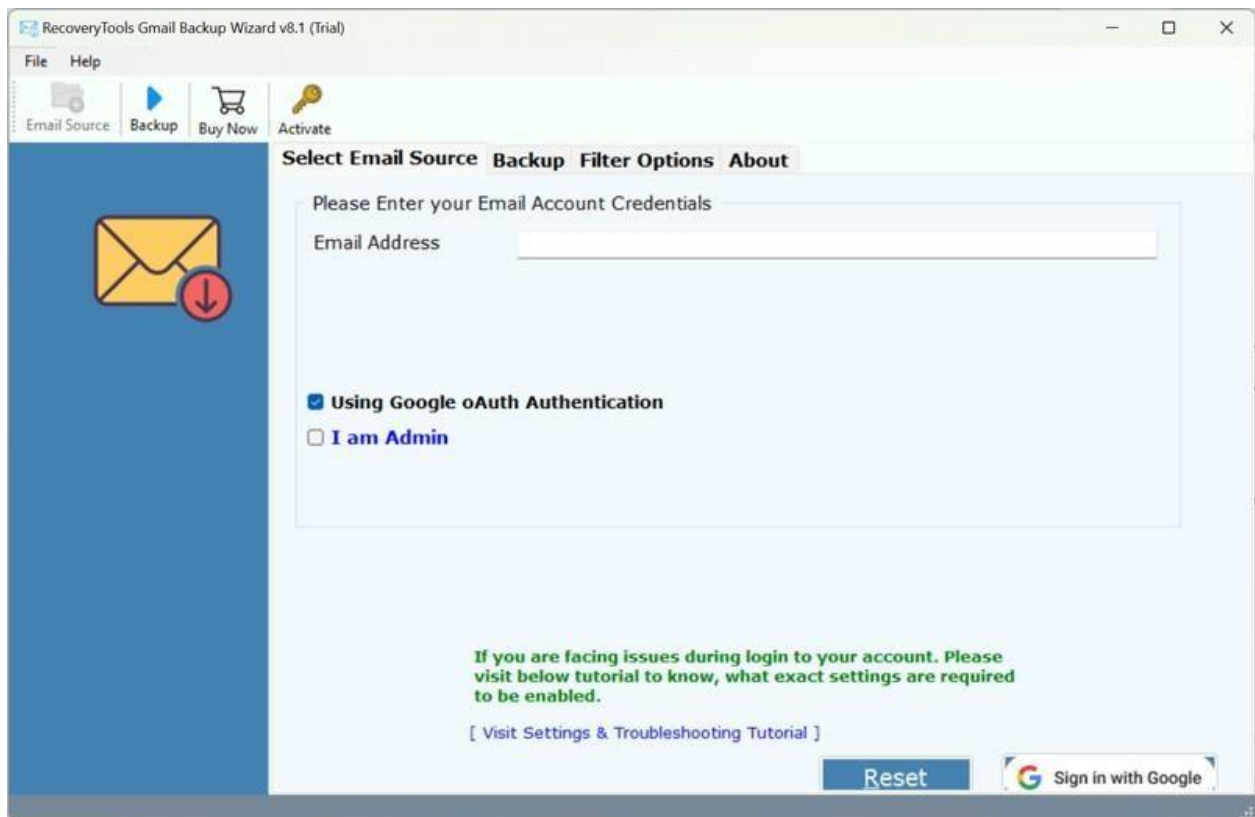 RecoveryTools Gmail Backup Wizard v8.1 (Trial)
File Help
Email Source Backup Buy Now Activate
Select Email Source Backup Filter Options About
Please Enter your Email Account Credentials
Email Address
Using Google oAuth Authentication
I am Admin
If you are facing issues during login to your account. Please
visit below tutorial to know, what exact settings are required
to be enabled.
[ Visit Settings & Troubleshooting Tutorial ]
Reset Sign in with Google